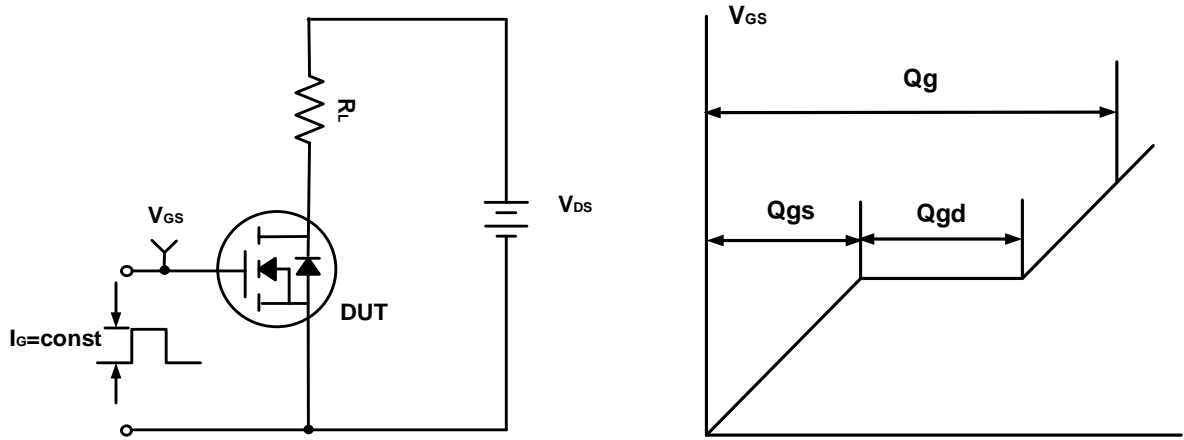 RL
VGS
VDS
DUT
IG=const
VGS
Qg
Qgs
Qgd